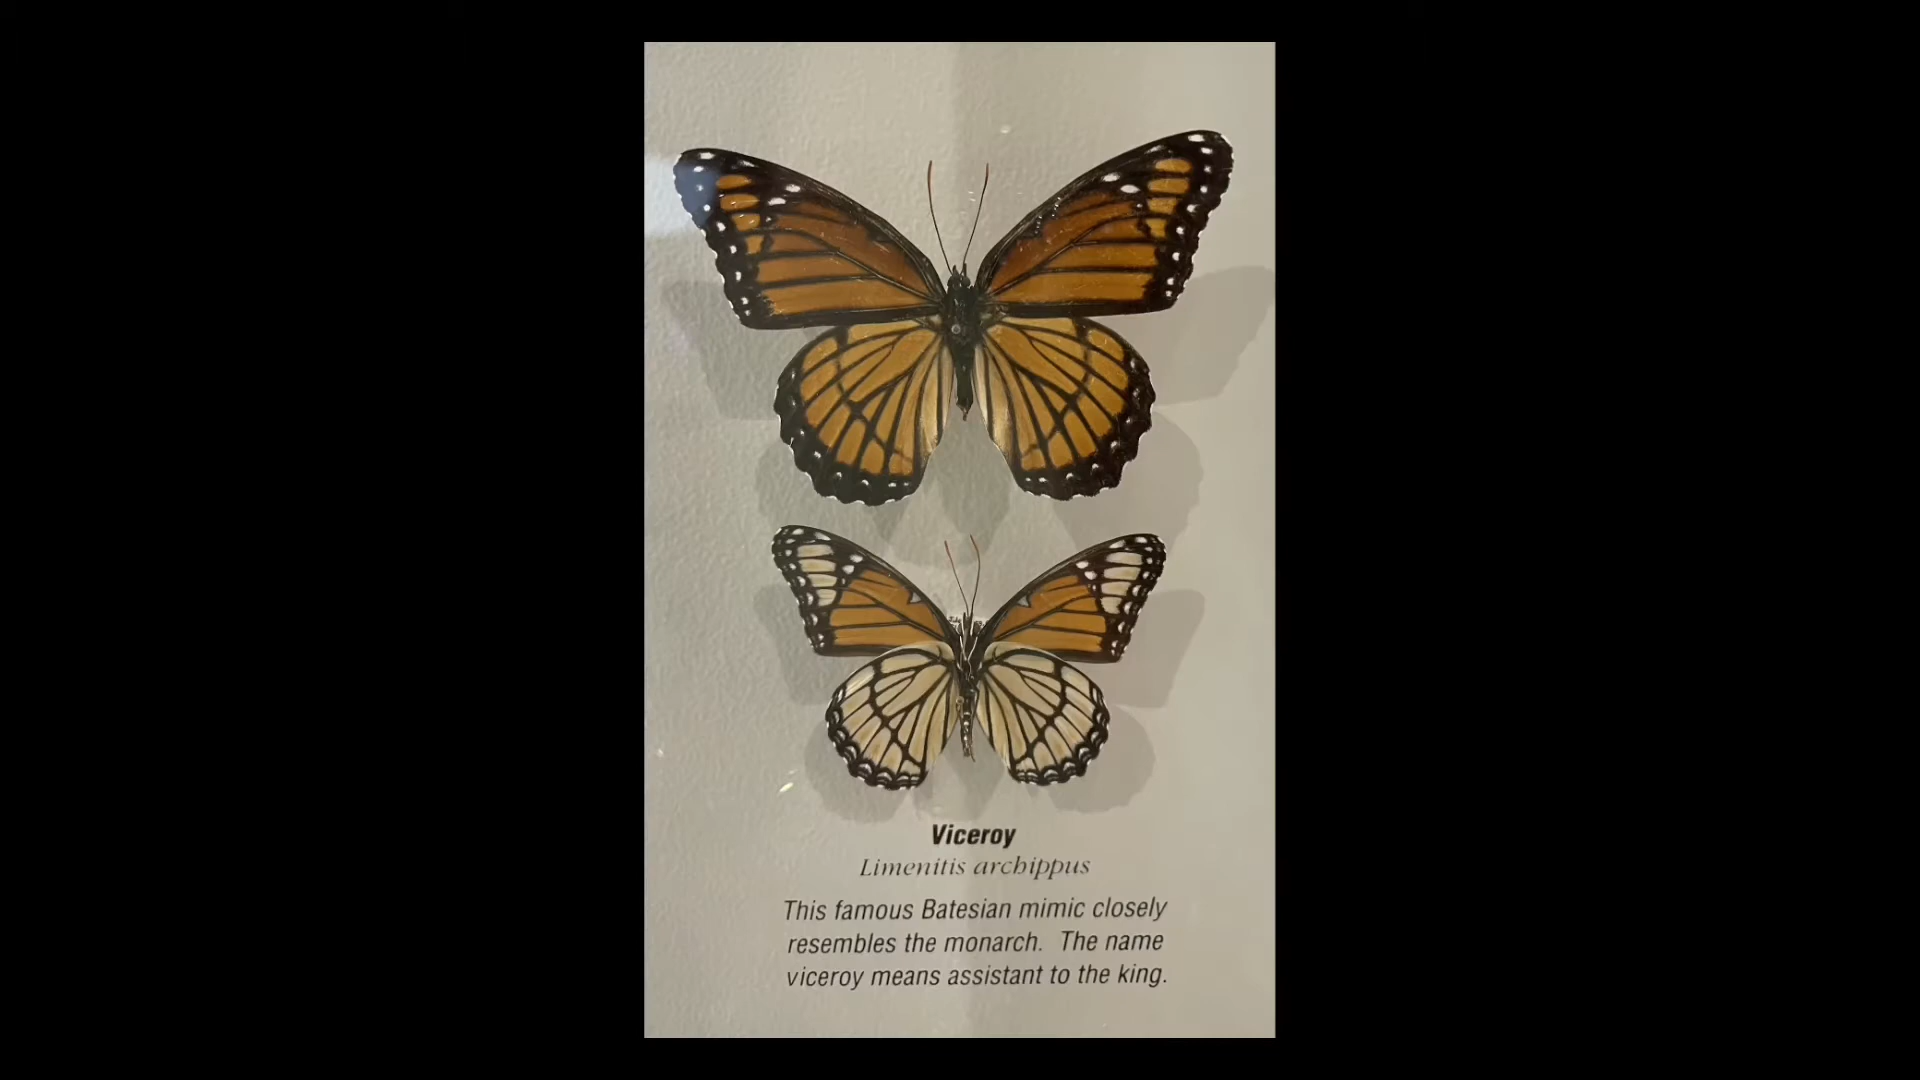 Viceroy
Limenitis archippus
This famous Batesian mimic closely
resembles the monarch. The name
viceroy means assistant to the king.